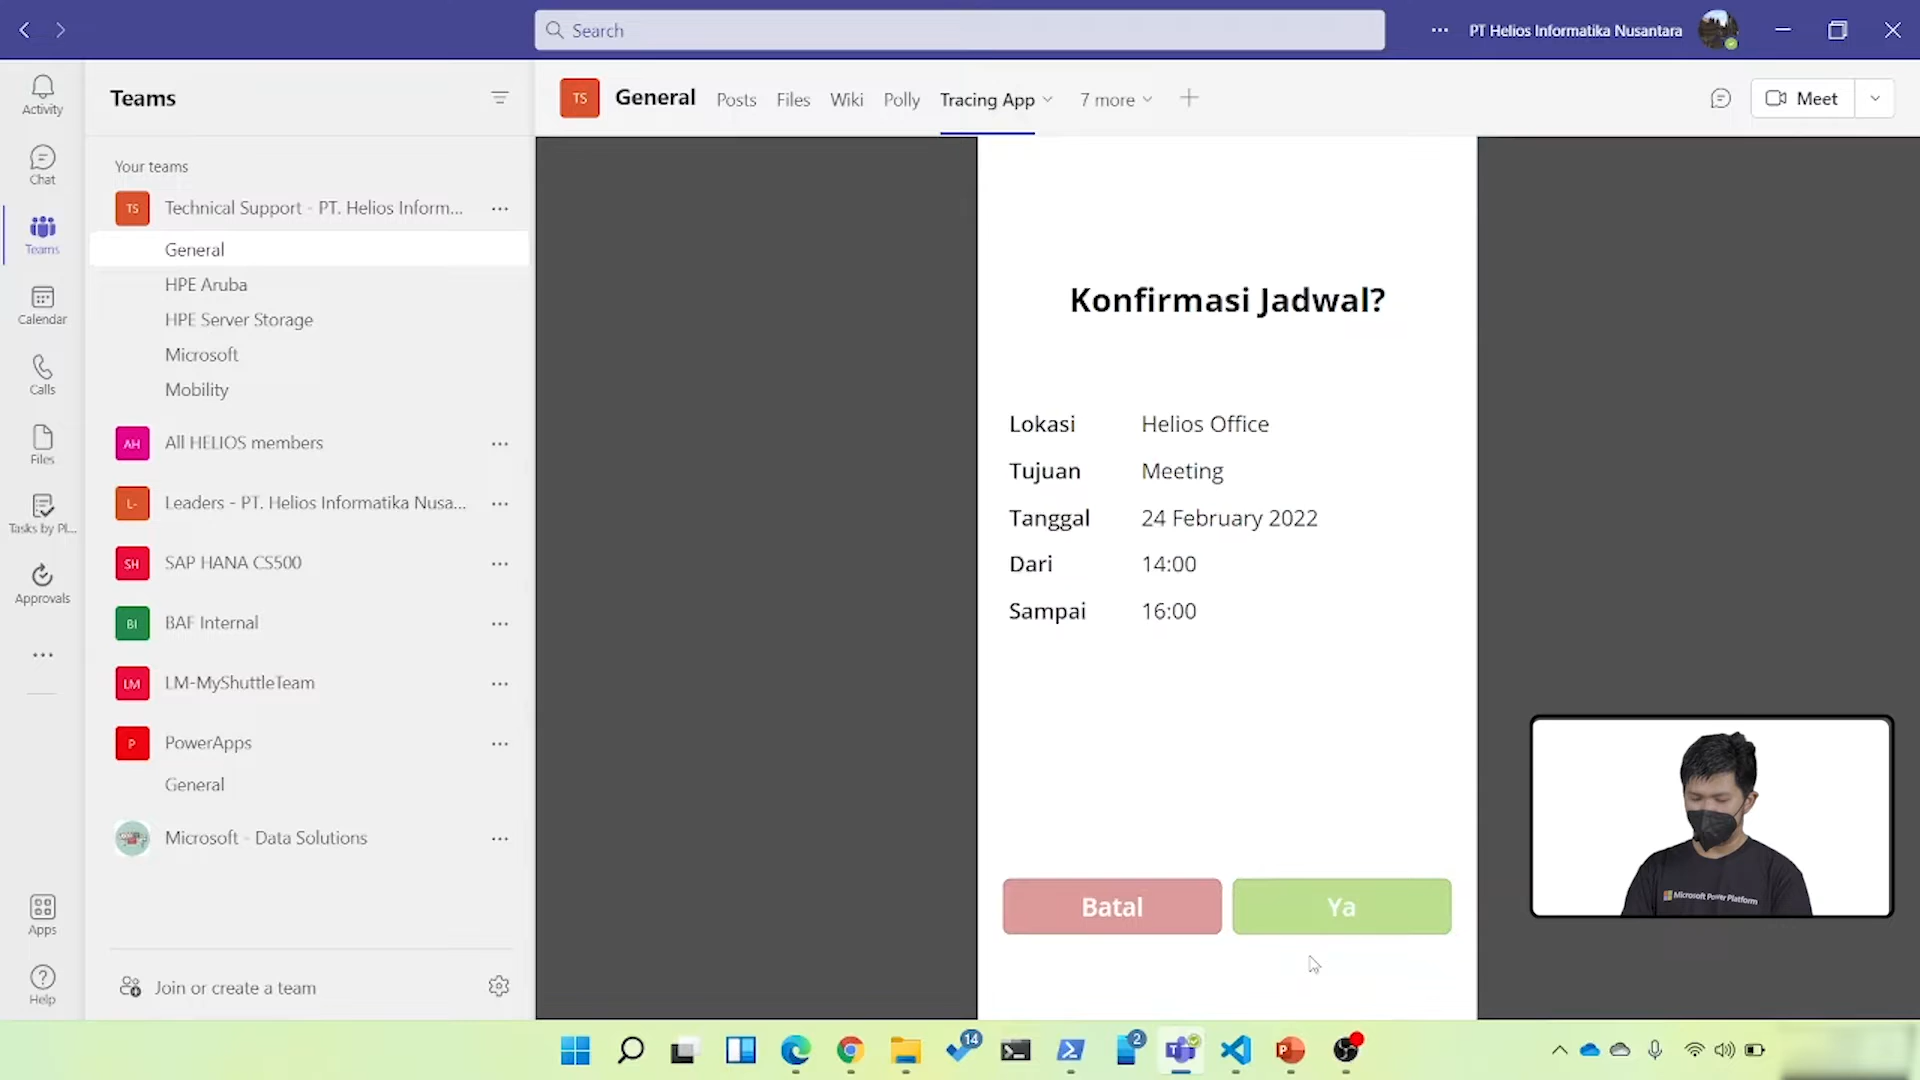 Search
PT Helios Informatika Nusantara
Activity
Chat
Teams
Calendar
Calls
Files
Tasks by Pl...
Approvals
Apps
Help
Teams
Your teams
TS Technical Support - PT. Helios Inform...
General
HPE Aruba
HPE Server Storage
Microsoft
Mobility
AH All HELIOS members
L- Leaders - PT. Helios Informatika Nusa...
SH SAP HANA CS500
BI BAF Internal
LM LM-MyShuttleTeam
P PowerApps
General
Microsoft - Data Solutions
Join or create a team
TS General Posts Files Wiki Polly Tracing App 7 more Meet
Konfirmasi Jadwal?
Lokasi Helios Office
Tujuan Meeting
Tanggal 24 February 2022
Dari 14:00
Sampai 16:00
Batal Ya
Microsoft Power Platform
14
2